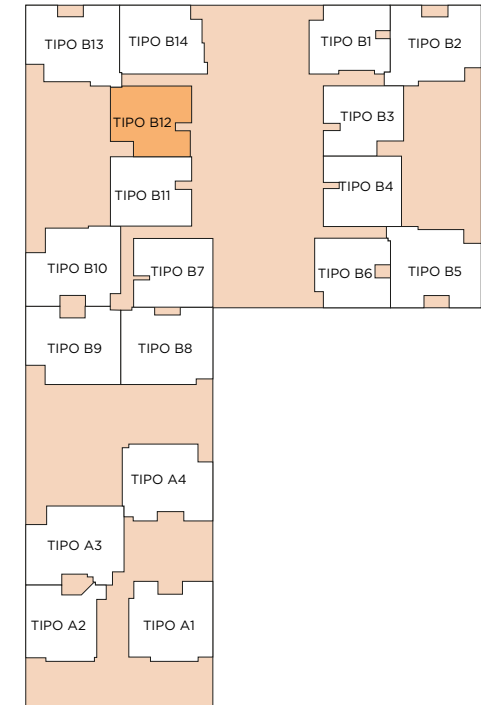 TIPO B13
TIPO B14
TIPO B1
TIPO B2
TIPO B12
TIPO B3
TIPO B11
TIPO B4
TIPO B10
TIPO B7
TIPO B6
TIPO B5
TIPO B9
TIPO B8
TIPO A4
TIPO A3
TIPO A2
TIPO A1